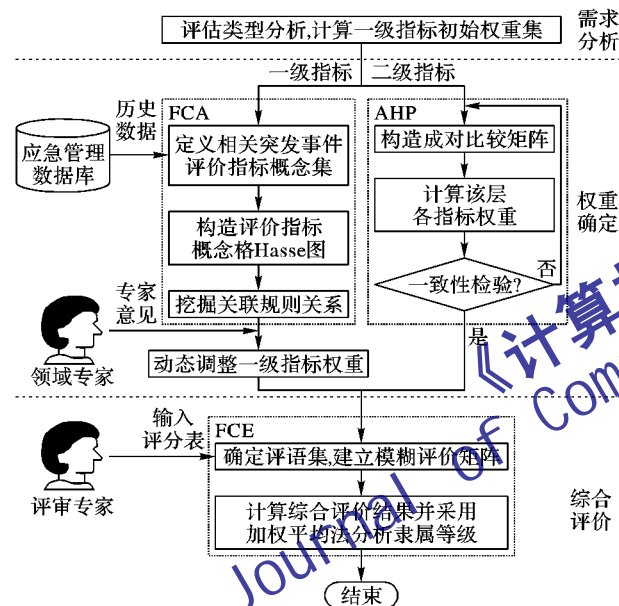 评估类型分析,计算一级指标初始权重集
需求
分析
一级指标
二级指标
历史
数据
FCA
AHP
应急管理
数据库
定义相关突发事件
评价指标概念集
构造成对比较矩阵
构造评价指标
概念格Hasse图
计算该层
各指标权重
权重
确定
一致性检验?
否
专家
意见
挖掘关联规则关系
是
领域专家
动态调整一级指标权重
输入
评分表
FCE
确定评语集,建立模糊评价矩阵
评审专家
计算综合评价结果并采用
加权平均法分析隶属等级
综合
评价
结束
《计算
Journal of Com